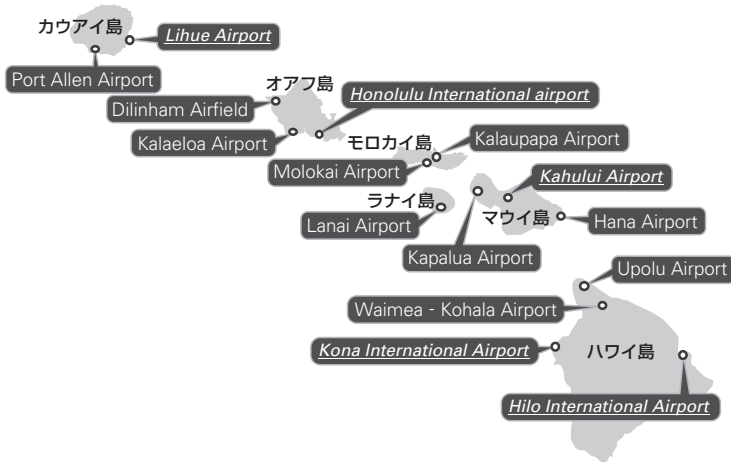 カウアイ島
Lihue Airport
Port Allen Airport
オアフ島
Honolulu International airport
Dilinham Airfield
Kalaeloa Airport
モロカイ島
Kalaupapa Airport
Molokai Airport
Kahului Airport
ラナイ島
マウイ島
Lanai Airport
Hana Airport
Kapalua Airport
Upolu Airport
Waimea - Kohala Airport
Kona International Airport
ハワイ島
Hilo International Airport